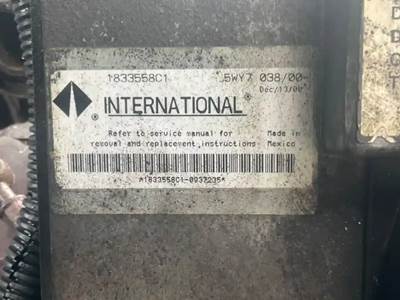 1833558C1 5WY7 038/00-
Dec/13/00
® INTERNATIONAL®
Refer to service manual for Made in
removal and replacement instructions Mexico
*1833558C1-0037235*
D